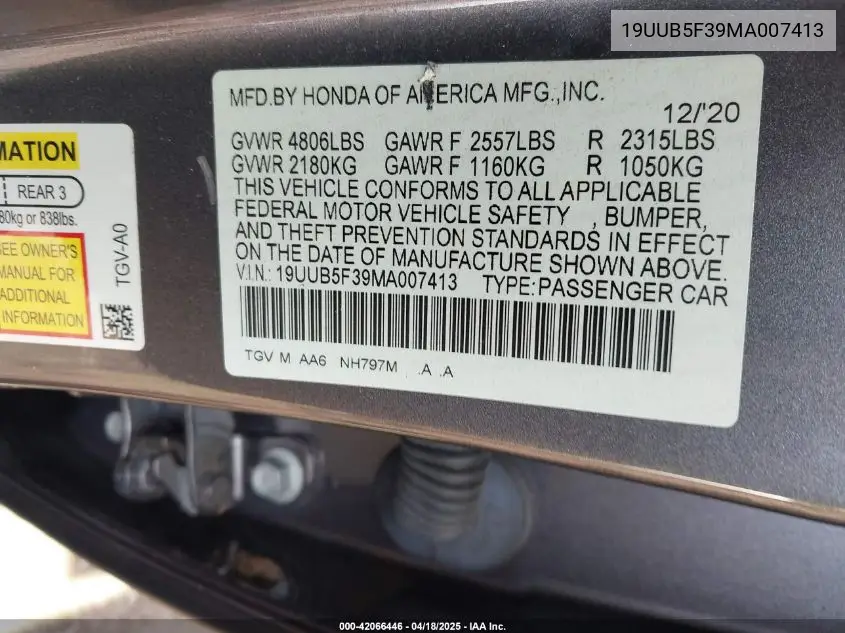 19UUB5F39MA007413
MFD.BY HONDA OF AMERICA MFG.,INC.
12/'20
GVWR 4806LBS GAWR F 2557LBS R 2315LBS
GVWR 2180KG GAWR F 1160KG R 1050KG
THIS VEHICLE CONFORMS TO ALL APPLICABLE
FEDERAL MOTOR VEHICLE SAFETY , BUMPER,
AND THEFT PREVENTION STANDARDS IN EFFECT
ON THE DATE OF MANUFACTURE SHOWN ABOVE.
V.I.N.: 19UUB5F39MA007413 TYPE:PASSENGER CAR
TGV M AA6 NH797M .A .A
MATION
REAR 3
80kg or 838lbs.
SEE OWNER'S
MANUAL FOR
ADDITIONAL
INFORMATION
TGV-A0
000-42066446 - 04/18/2025 - IAA Inc.